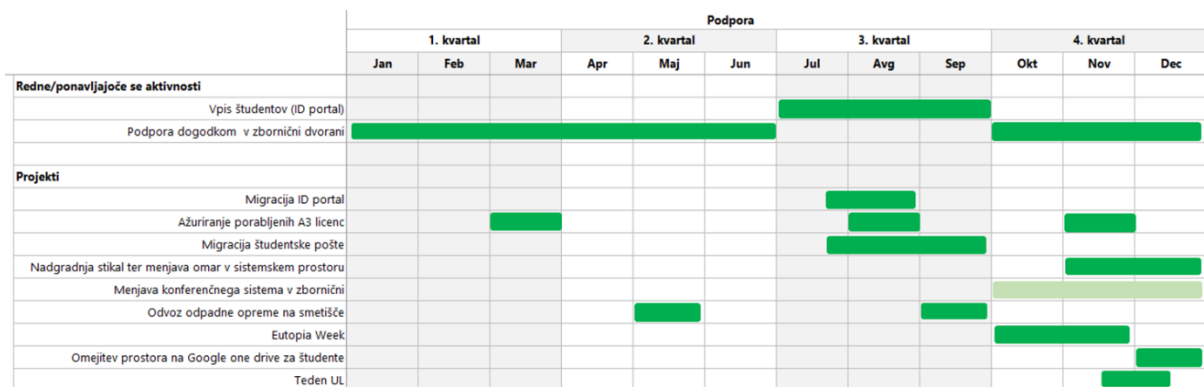 Podpora
1. kvartal 2. kvartal 3. kvartal 4. kvartal
Jan Feb Mar Apr Maj Jun Jul Avg Sep Okt Nov Dec
Redne/ponavljajoče se aktivnosti
Vpis študentov (ID portal)
Podpora dogodkom v zbornični dvorani
Projekti
Migracija ID portal
Ažuriranje porabljenih A3 licenc
Migracija študentske pošte
Nadgradnja stikal ter menjava omar v sistemskem prostoru
Menjava konferenčnega sistema v zbornični
Odvoz odpadne opreme na smetišče
Eutopia Week
Omejitev prostora na Google one drive za študente
Teden UL